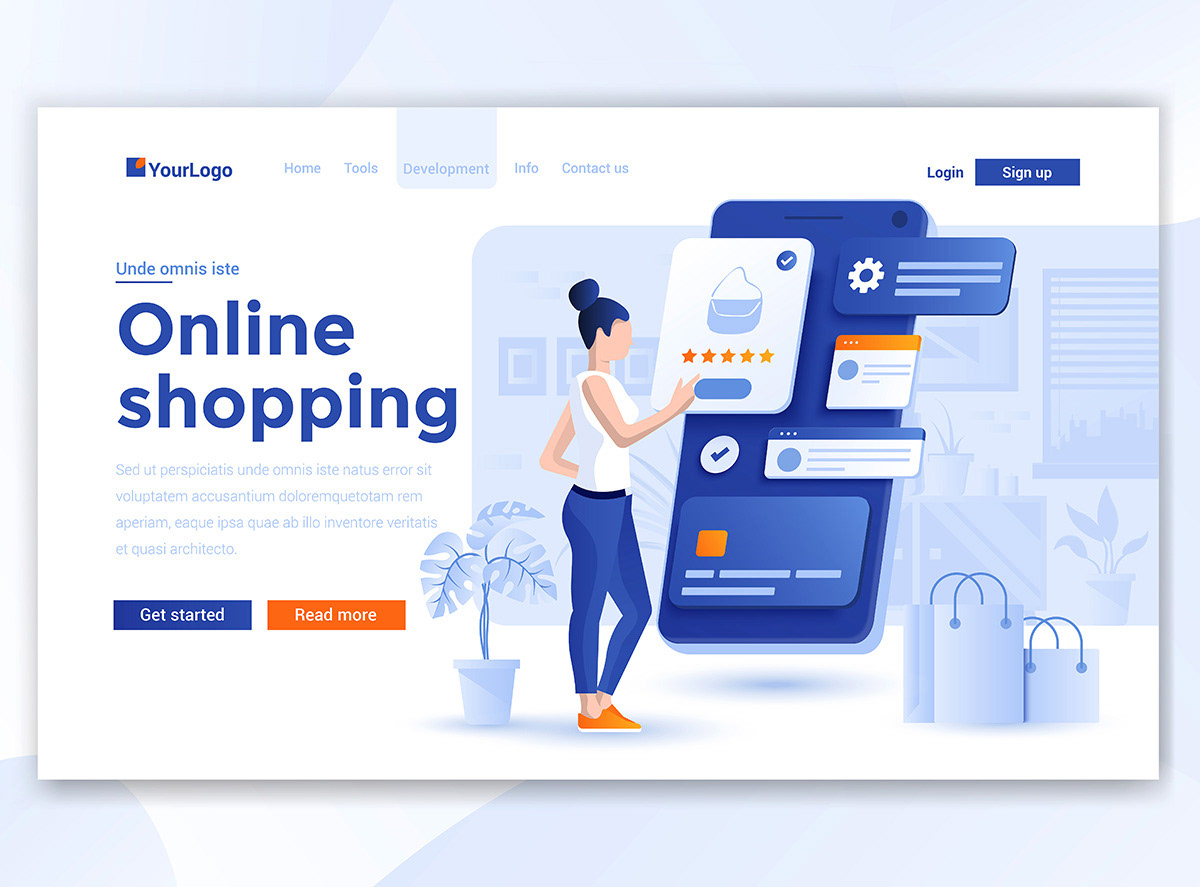 YourLogo
Home Tools Development Info Contact us
Login Sign up
Unde omnis iste
Online
shopping
Sed ut perspiciatis unde omnis iste natus error sit
voluptatem accusantium doloremquetotam rem
aperiam, eaque ipsa quae ab illo inventore veritatis
et quasi architecto.
Get started Read more